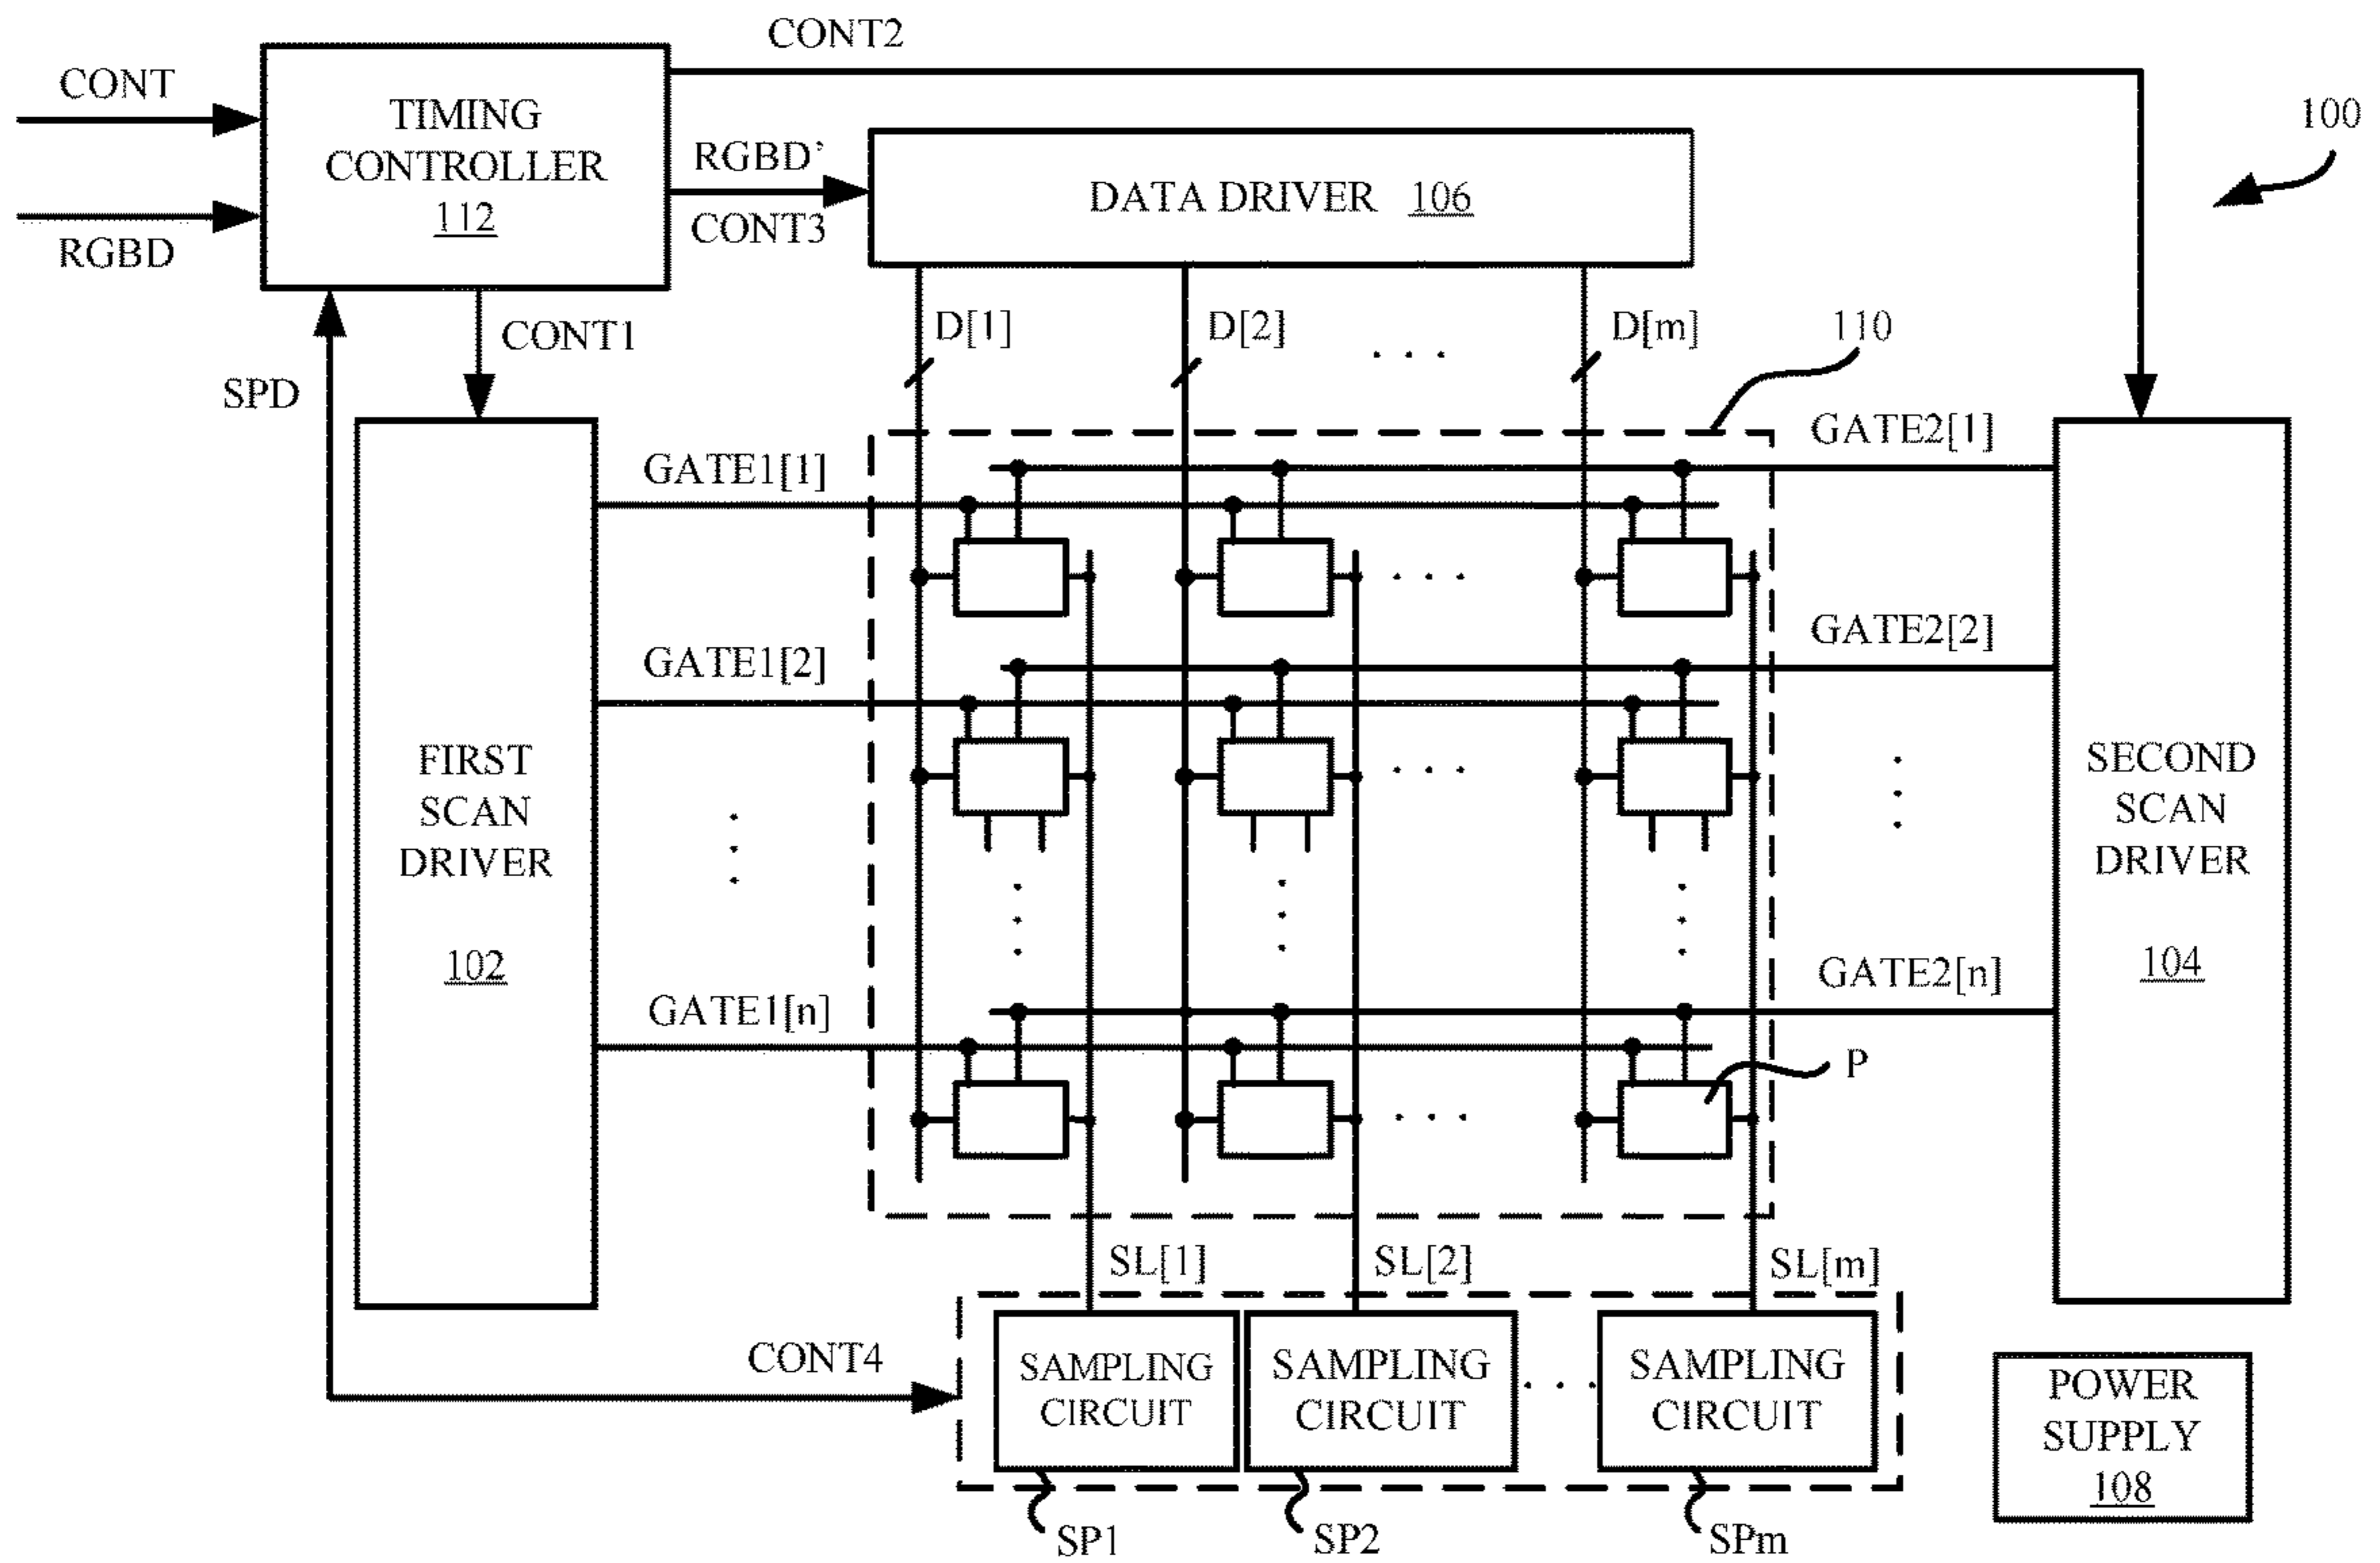 CONT2
CONT
TIMING
CONTROLLER
112
100
RGBD'
CONT3
DATA DRIVER 106
RGBD
CONT1
SPD
D[1]
D[2]
D[m]
110
GATE2[1]
GATE1[1]
GATE2[2]
GATE1[2]
FIRST
SCAN
DRIVER
102
SECOND
SCAN
DRIVER
104
GATE2[n]
GATE1[n]
P
SL[1]
SL[2]
SL[m]
CONT4
SAMPLING
CIRCUIT
SAMPLING
CIRCUIT
SAMPLING
CIRCUIT
POWER
SUPPLY
108
SP1
SP2
SPm